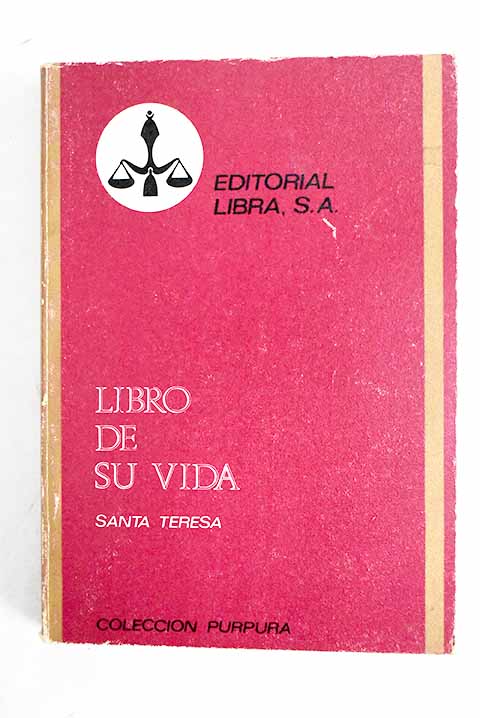 EDITORIAL
LIBRA, S.A.
LIBRO
DE
SU VIDA
SANTA TERESA
COLECCION PURPURA